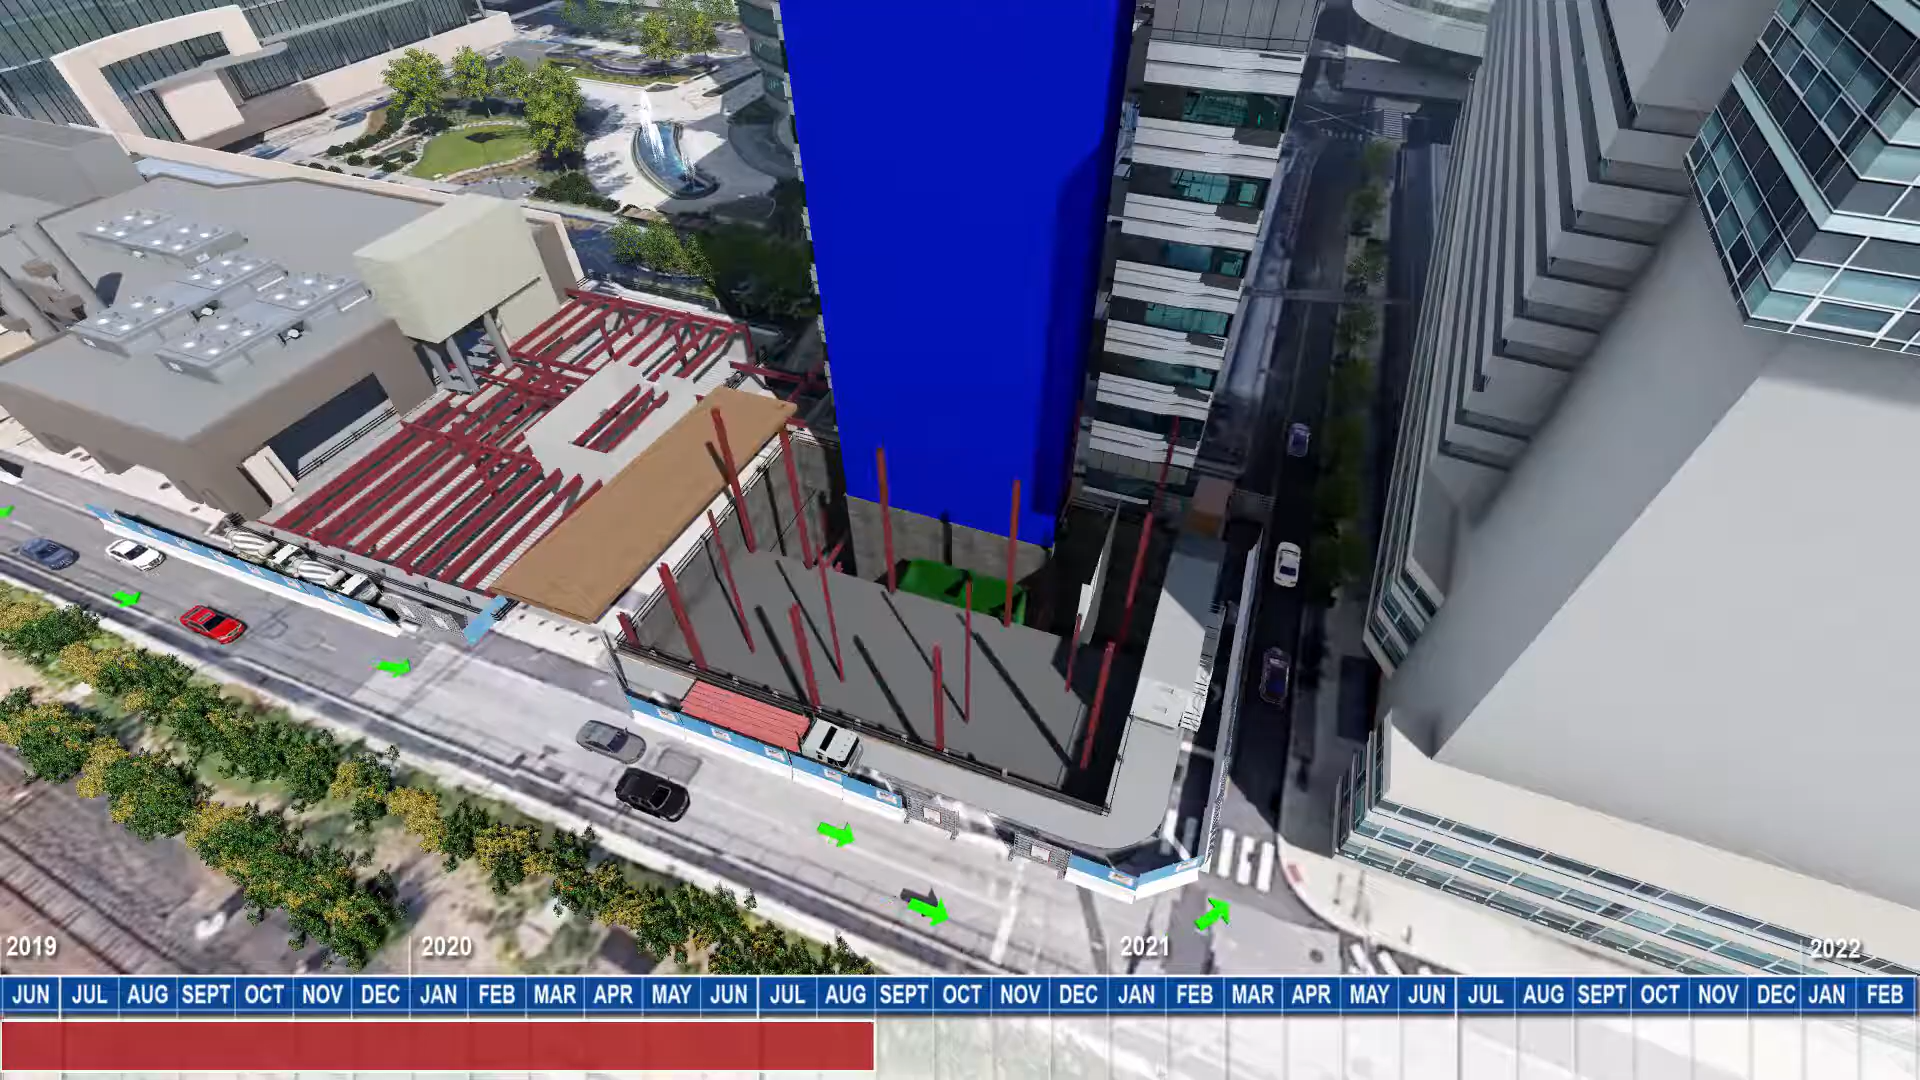 2019 2020 2021 2022
JUN JUL AUG SEPT OCT NOV DEC JAN FEB MAR APR MAY JUN JUL AUG SEPT OCT NOV DEC JAN FEB MAR APR MAY JUN JUL AUG SEPT OCT NOV DEC JAN FEB